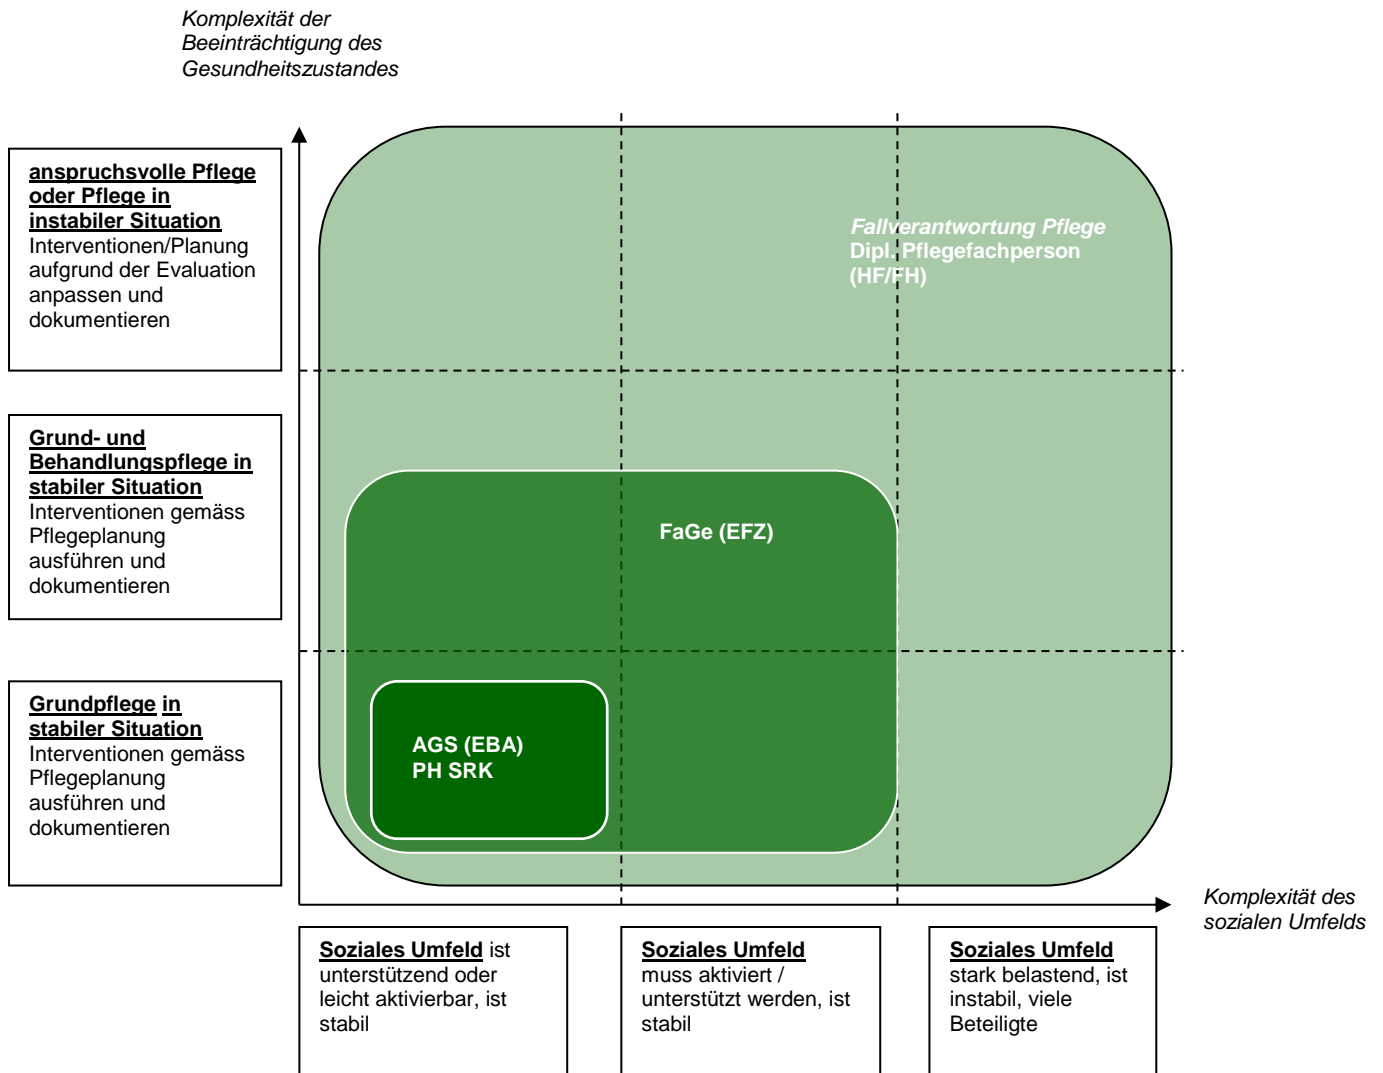 Komplexität der
Beeinträchtigung des
Gesundheitszustandes
anspruchsvolle Pflege
oder Pflege in
instabiler Situation
Interventionen/Planung
aufgrund der Evaluation
anpassen und
dokumentieren
Fallverantwortung Pflege
Dipl. Pflegefachperson
(HF/FH)
Grund- und
Behandlungspflege in
stabiler Situation
Interventionen gemäss
Pflegeplanung
ausführen und
dokumentieren
FaGe (EFZ)
Grundpflege in
stabiler Situation
Interventionen gemäss
Pflegeplanung
ausführen und
dokumentieren
AGS (EBA)
PH SRK
Komplexität des
sozialen Umfelds
Soziales Umfeld ist
unterstützend oder
leicht aktivierbar, ist
stabil
Soziales Umfeld
muss aktiviert /
unterstützt werden, ist
stabil
Soziales Umfeld
stark belastend, ist
instabil, viele
Beteiligte